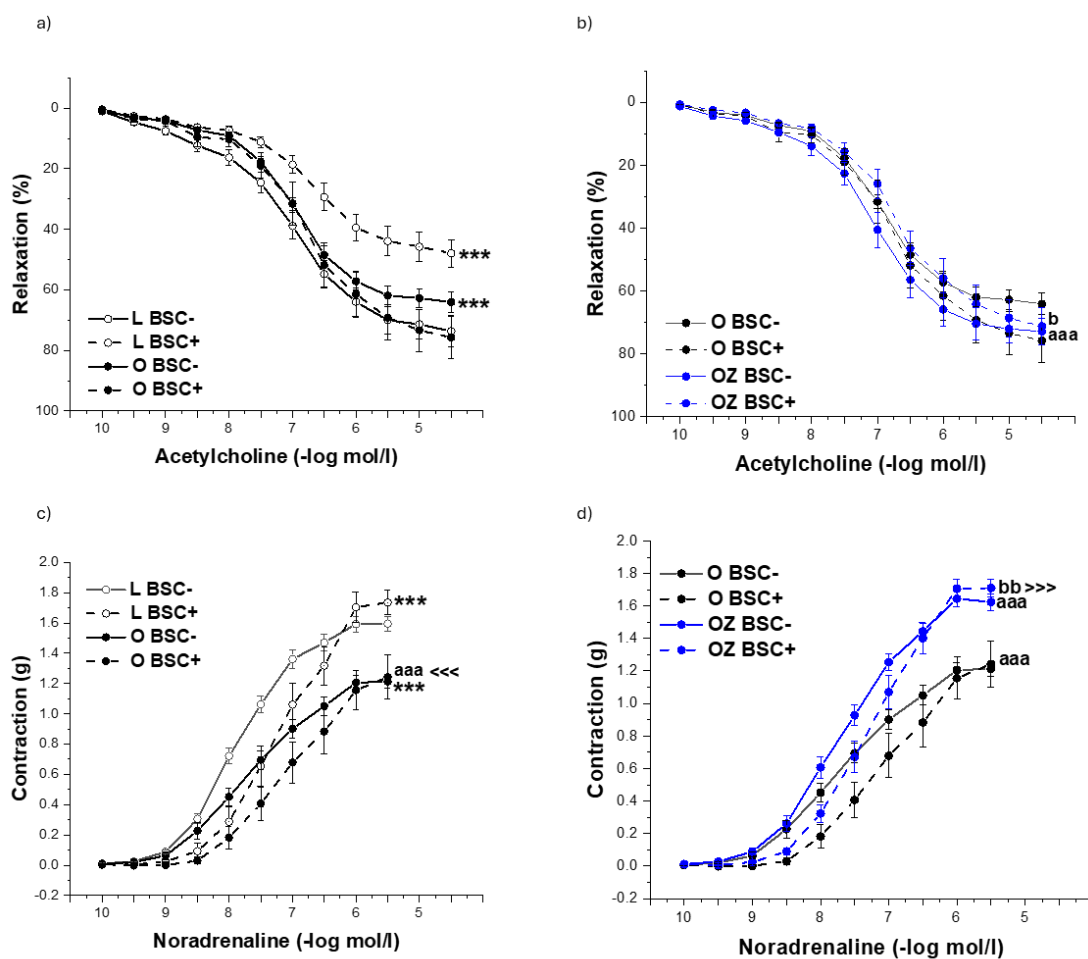 a)
0
20
40
60
80
100
Relaxation (%)
L BSC-
L BSC+
O BSC-
O BSC+
***
***
10 9 8 7 6 5
Acetylcholine (-log mol/l)
b)
0
20
40
60
80
100
Relaxation (%)
O BSC-
O BSC+
OZ BSC-
OZ BSC+
b
aaa
10 9 8 7 6 5
Acetylcholine (-log mol/l)
c)
2.0
1.8
1.6
1.4
1.2
1.0
0.8
0.6
0.4
0.2
0.0
-0.2
Contraction (g)
L BSC-
L BSC+
O BSC-
O BSC+
***
aaa <<<
***
10 9 8 7 6 5
Noradrenaline (-log mol/l)
d)
2.0
1.8
1.6
1.4
1.2
1.0
0.8
0.6
0.4
0.2
0.0
-0.2
Contraction (g)
O BSC-
O BSC+
OZ BSC-
OZ BSC+
bb >>>
aaa
aaa
10 9 8 7 6 5
Noradrenaline (-log mol/l)